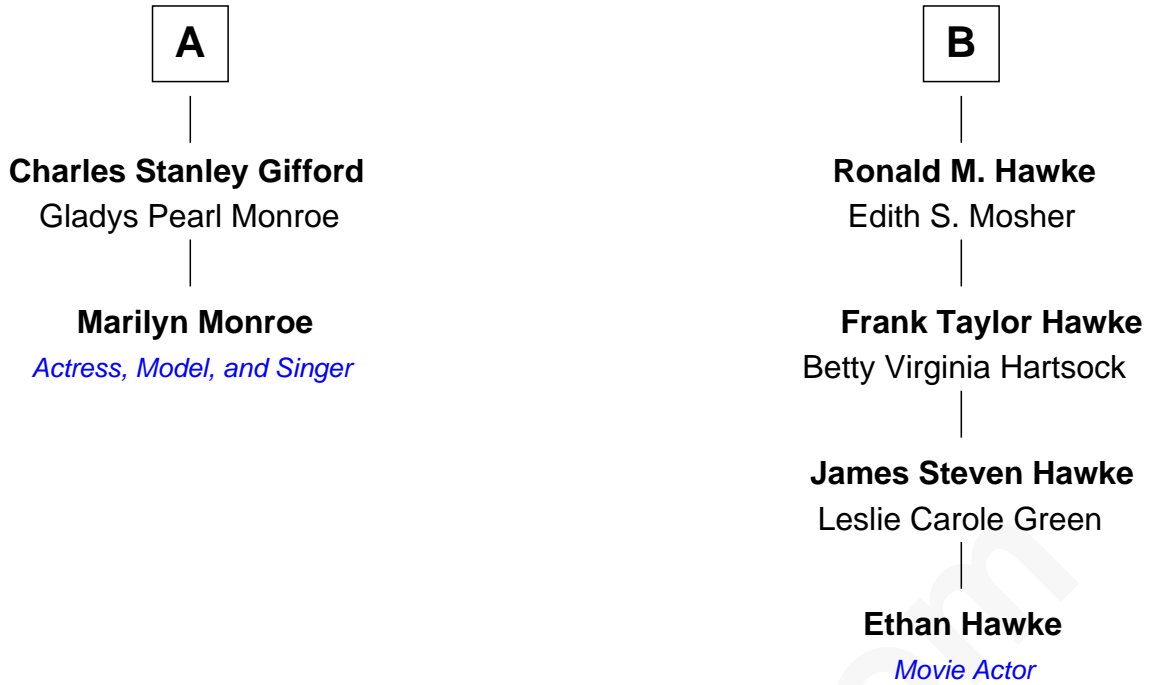 A
Charles Stanley Gifford
Gladys Pearl Monroe
Marilyn Monroe
Actress, Model, and Singer
B
Ronald M. Hawke
Edith S. Mosher
Frank Taylor Hawke
Betty Virginia Hartsock
James Steven Hawke
Leslie Carole Green
Ethan Hawke
Movie Actor